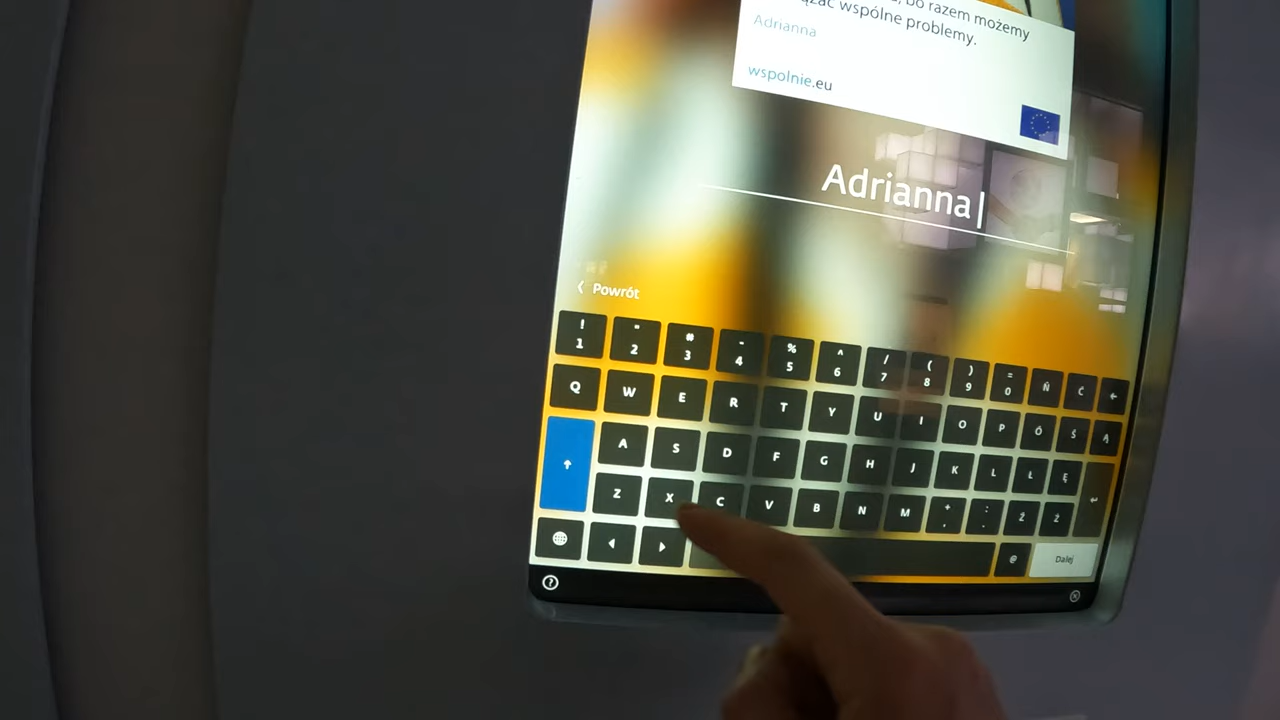 bo razem możemy
wspólne problemy.
Adrianna
wspolnie.eu
Adrianna
Powrót
! 1 " 2 # 3 - 4 % 5 ^ 6 / 7 ( 8 ) 9 = 0 Ń Ć
Q W E R T Y U I O P Ó Ś Ą
A S D F G H J K L Ł Ę
Z X C V B N M + , : . Ż Ź
@ Dalej
?